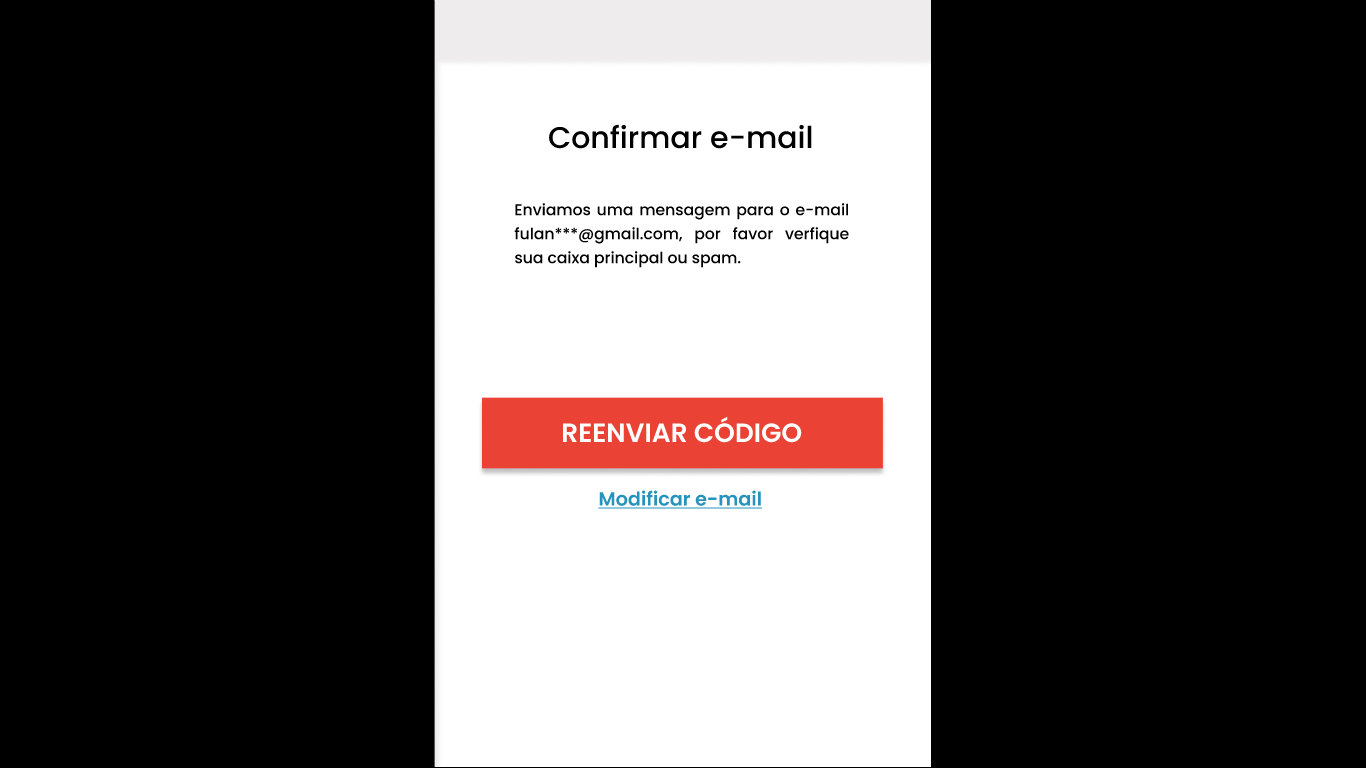 Confirmar e-mail
Enviamos uma mensagem para o e-mail
fulan***@gmail.com, por favor verifique
sua caixa principal ou spam.
REENVIAR CÓDIGO
Modificar e-mail